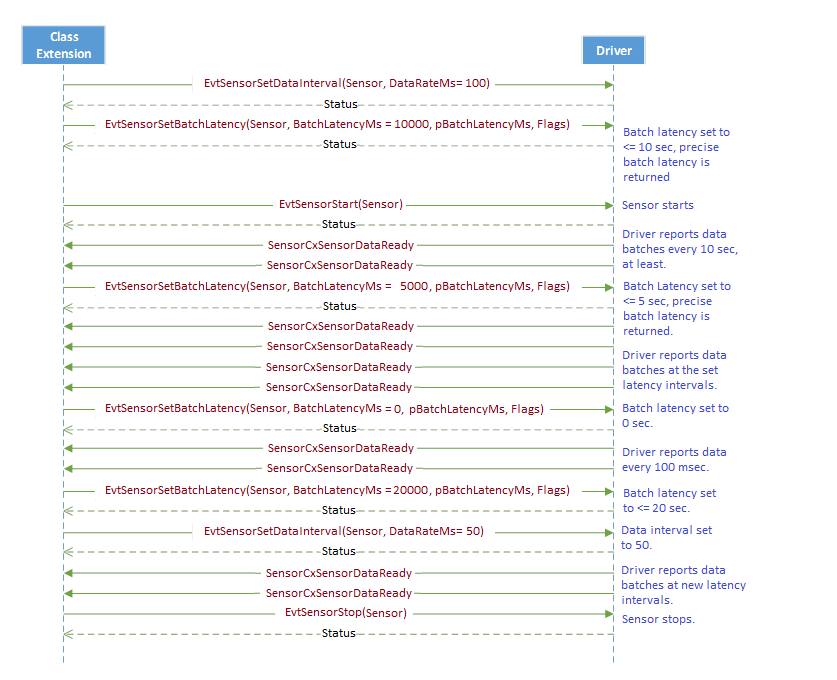 Class
Extension
Driver
EvtSensorSetDataInterval(Sensor, DataRateMs= 100)
Status
EvtSensorSetBatchLatency(Sensor, BatchLatencyMs = 10000, pBatchLatencyMs, Flags)
Status
Batch latency set to
<= 10 sec, precise
batch latency is
returned
EvtSensorStart(Sensor)
Sensor starts
Status
SensorCxSensorDataReady
SensorCxSensorDataReady
Driver reports data
batches every 10 sec,
at least.
EvtSensorSetBatchLatency(Sensor, BatchLatencyMs = 5000, pBatchLatencyMs, Flags)
Status
Batch Latency set to
<= 5 sec, precise
batch latency is
returned.
SensorCxSensorDataReady
SensorCxSensorDataReady
SensorCxSensorDataReady
SensorCxSensorDataReady
Driver reports data
batches at the set
latency intervals.
EvtSensorSetBatchLatency(Sensor, BatchLatencyMs = 0, pBatchLatencyMs, Flags)
Status
Batch latency set to
0 sec.
SensorCxSensorDataReady
SensorCxSensorDataReady
Driver reports data
every 100 msec.
EvtSensorSetBatchLatency(Sensor, BatchLatencyMs = 20000, pBatchLatencyMs, Flags)
Status
Batch latency set
to <= 20 sec.
EvtSensorSetDataInterval(Sensor, DataRateMs= 50)
Status
Data interval set
to 50.
SensorCxSensorDataReady
SensorCxSensorDataReady
Driver reports data
batches at new latency
intervals.
EvtSensorStop(Sensor)
Sensor stops.
Status